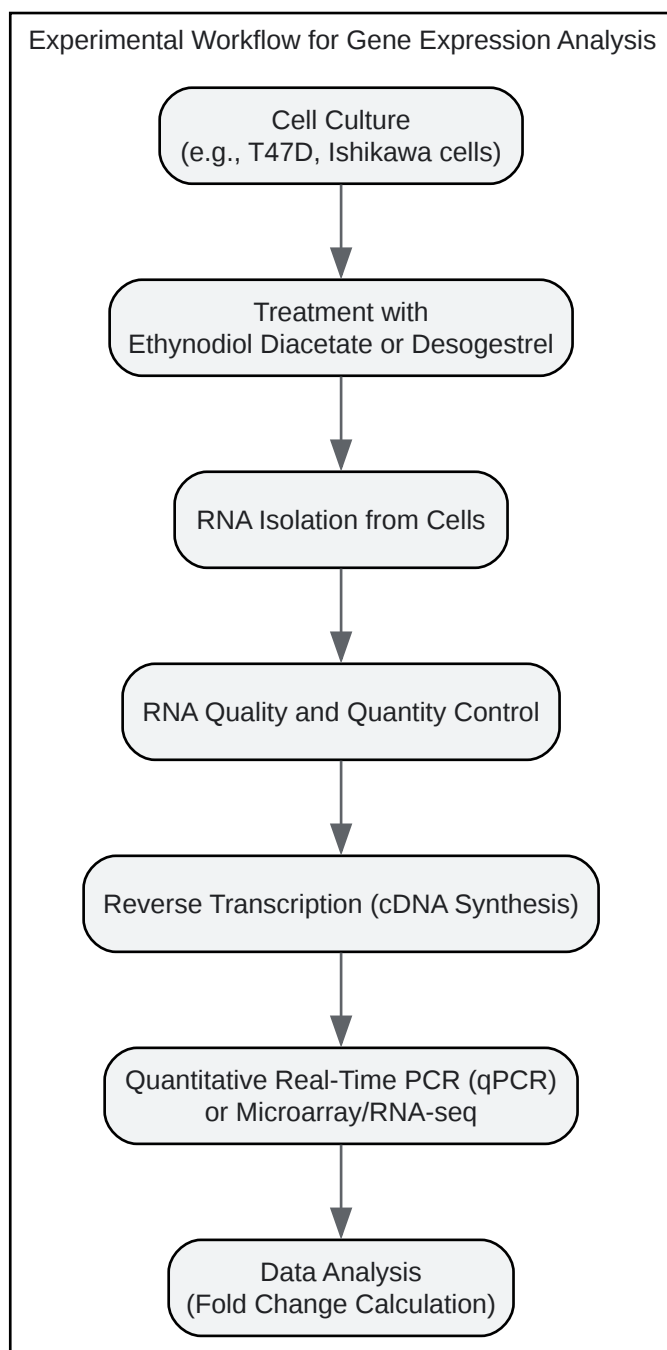 Experimental Workflow for Gene Expression Analysis
Cell Culture
(e.g., T47D, Ishikawa cells)
Treatment with
Ethynodiol Diacetate or Desogestrel
RNA Isolation from Cells
RNA Quality and Quantity Control
Reverse Transcription (cDNA Synthesis)
Quantitative Real-Time PCR (qPCR)
or Microarray/RNA-seq
Data Analysis
(Fold Change Calculation)